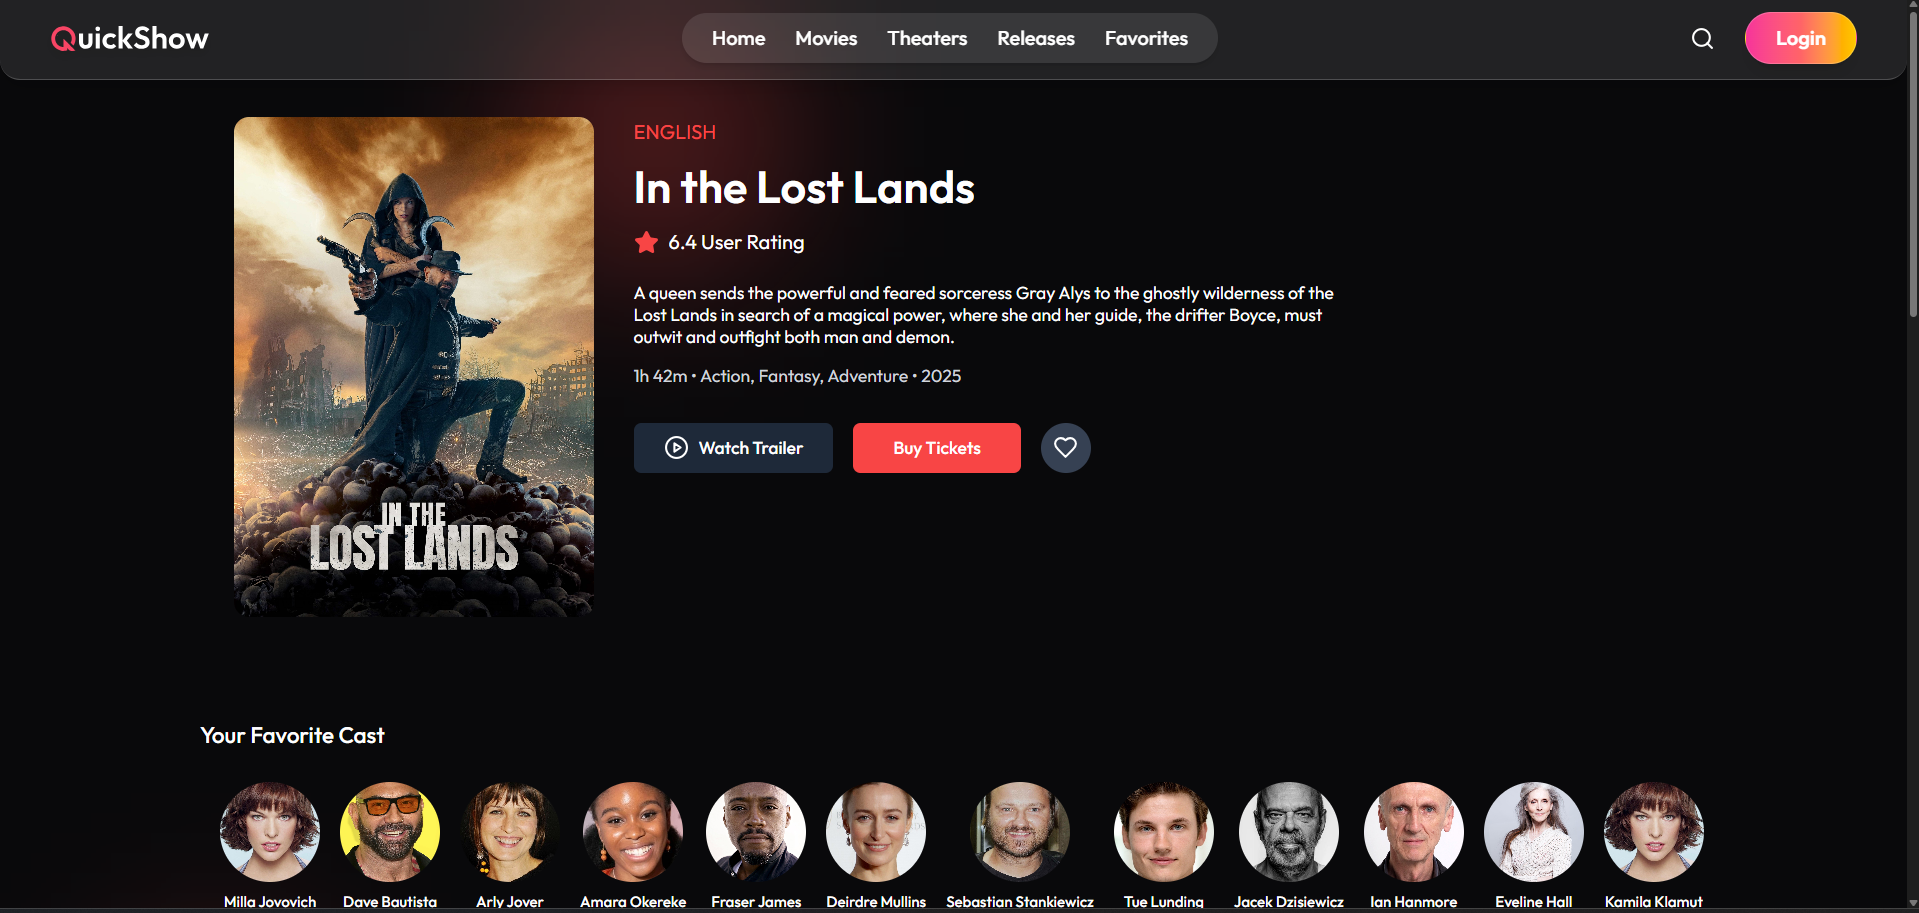 QuickShow
Home Movies Theaters Releases Favorites
Login
ENGLISH
In the Lost Lands
6.4 User Rating
A queen sends the powerful and feared sorceress Gray Alys to the ghostly wilderness of the
Lost Lands in search of a magical power, where she and her guide, the drifter Boyce, must
outwit and outfight both man and demon.
1h 42m • Action, Fantasy, Adventure • 2025
Watch Trailer
Buy Tickets
IN THE
LOST LANDS
Your Favorite Cast
Milla Jovovich
Dave Bautista
Arly Jover
Amara Okereke
Fraser James
Deirdre Mullins
Sebastian Stankiewicz
Tue Lunding
Jacek Dzisiewicz
Ian Hanmore
Eveline Hall
Kamila Klamut